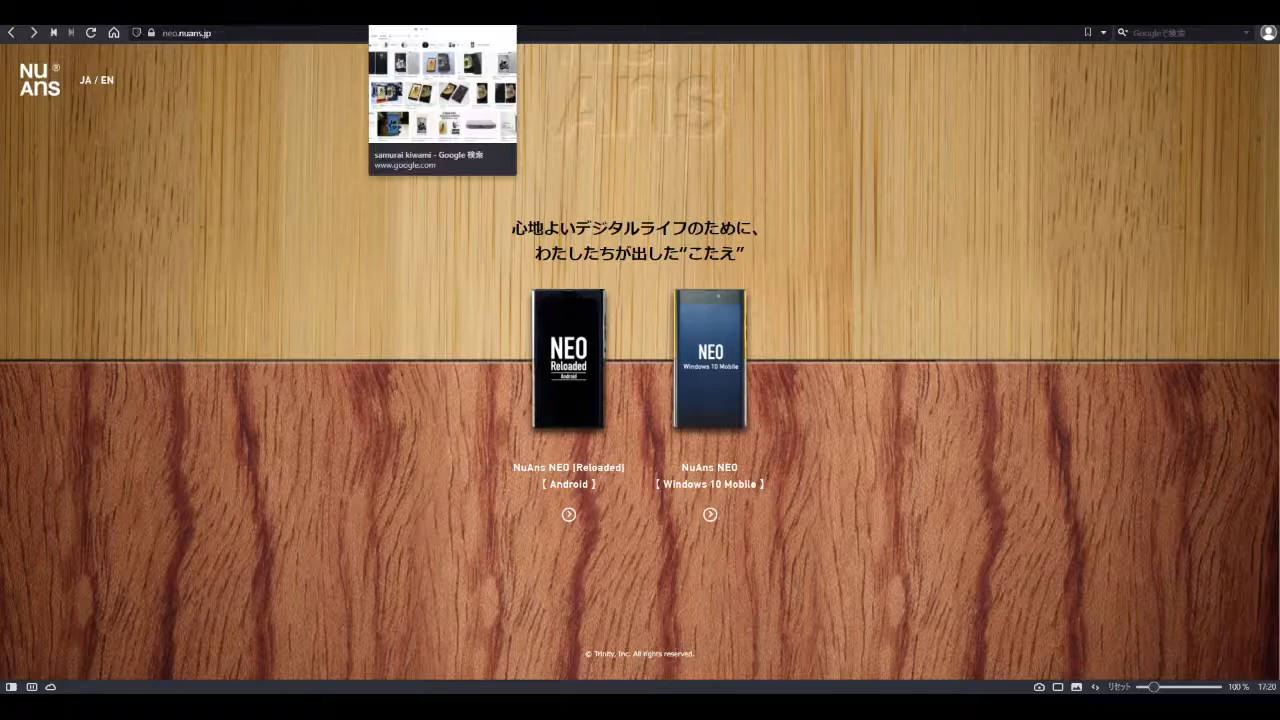 neo.nuans.jp
Googleで検索
NU®
Ans
JA / EN
samurai kiwami - Google 検索
www.google.com
Ans
心地よいデジタルライフのために、
わたしたちが出した“こたえ”
NEO
Reloaded
Android
NEO
Windows 10 Mobile
NuAns NEO [Reloaded]
【 Android 】
NuAns NEO
【 Windows 10 Mobile 】
© Trinity, Inc. All rights reserved.
リセット
100 %
17:20